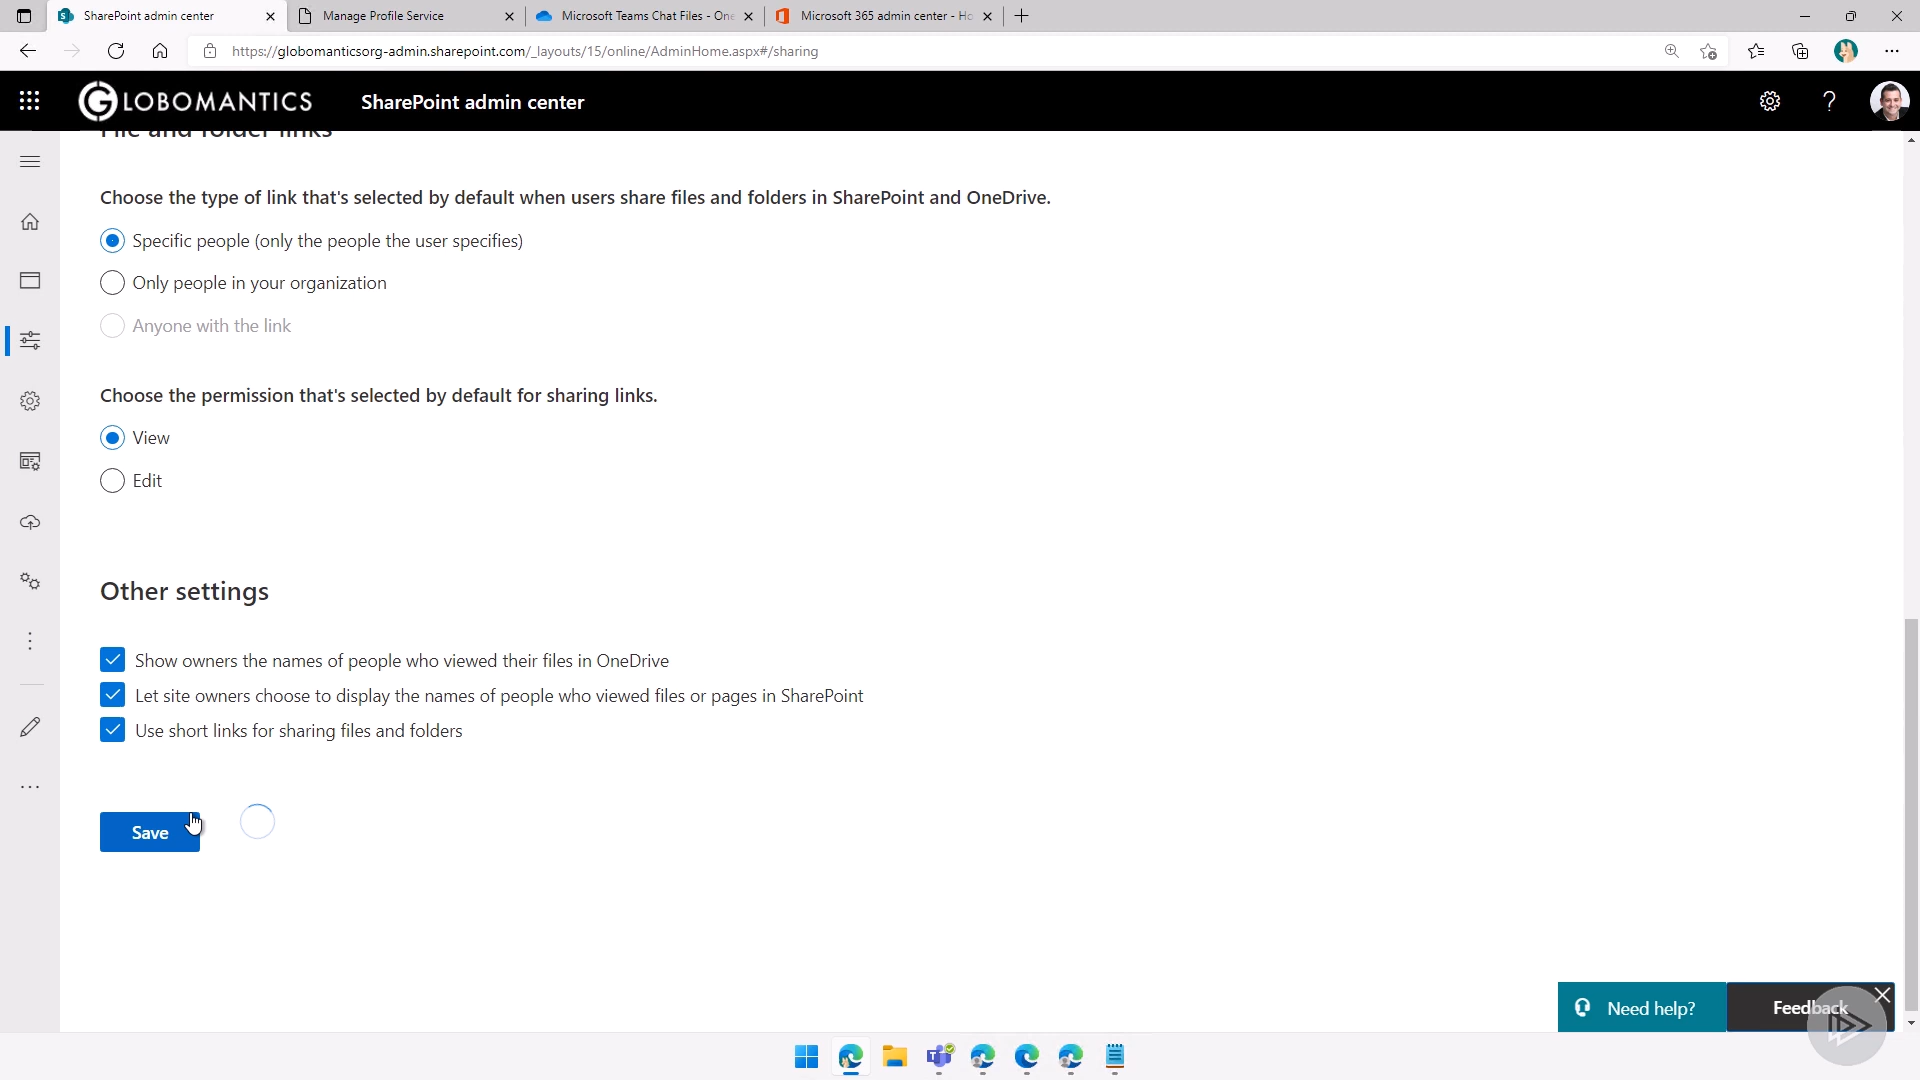 SharePoint admin center
Manage Profile Service
Microsoft Teams Chat Files - One
Microsoft 365 admin center - Ho
https://globomanticsorg-admin.sharepoint.com/_layouts/15/online/AdminHome.aspx#/sharing
GLOBOMANTICS
SharePoint admin center
File and folder links
Choose the type of link that's selected by default when users share files and folders in SharePoint and OneDrive.
Specific people (only the people the user specifies)
Only people in your organization
Anyone with the link
Choose the permission that's selected by default for sharing links.
View
Edit
Other settings
Show owners the names of people who viewed their files in OneDrive
Let site owners choose to display the names of people who viewed files or pages in SharePoint
Use short links for sharing files and folders
Save
Need help?
Feedback